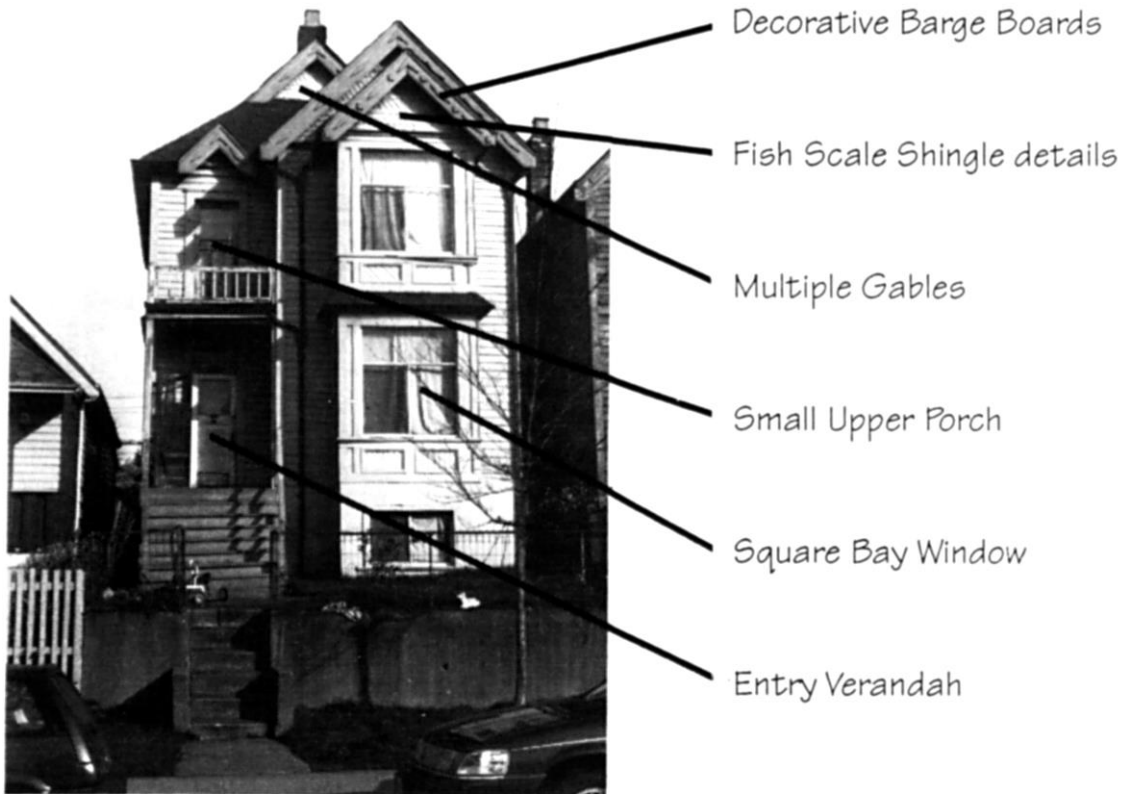 Decorative Barge Boards
Fish Scale Shingle details
Multiple Gables
Small Upper Porch
Square Bay Window
Entry Verandah